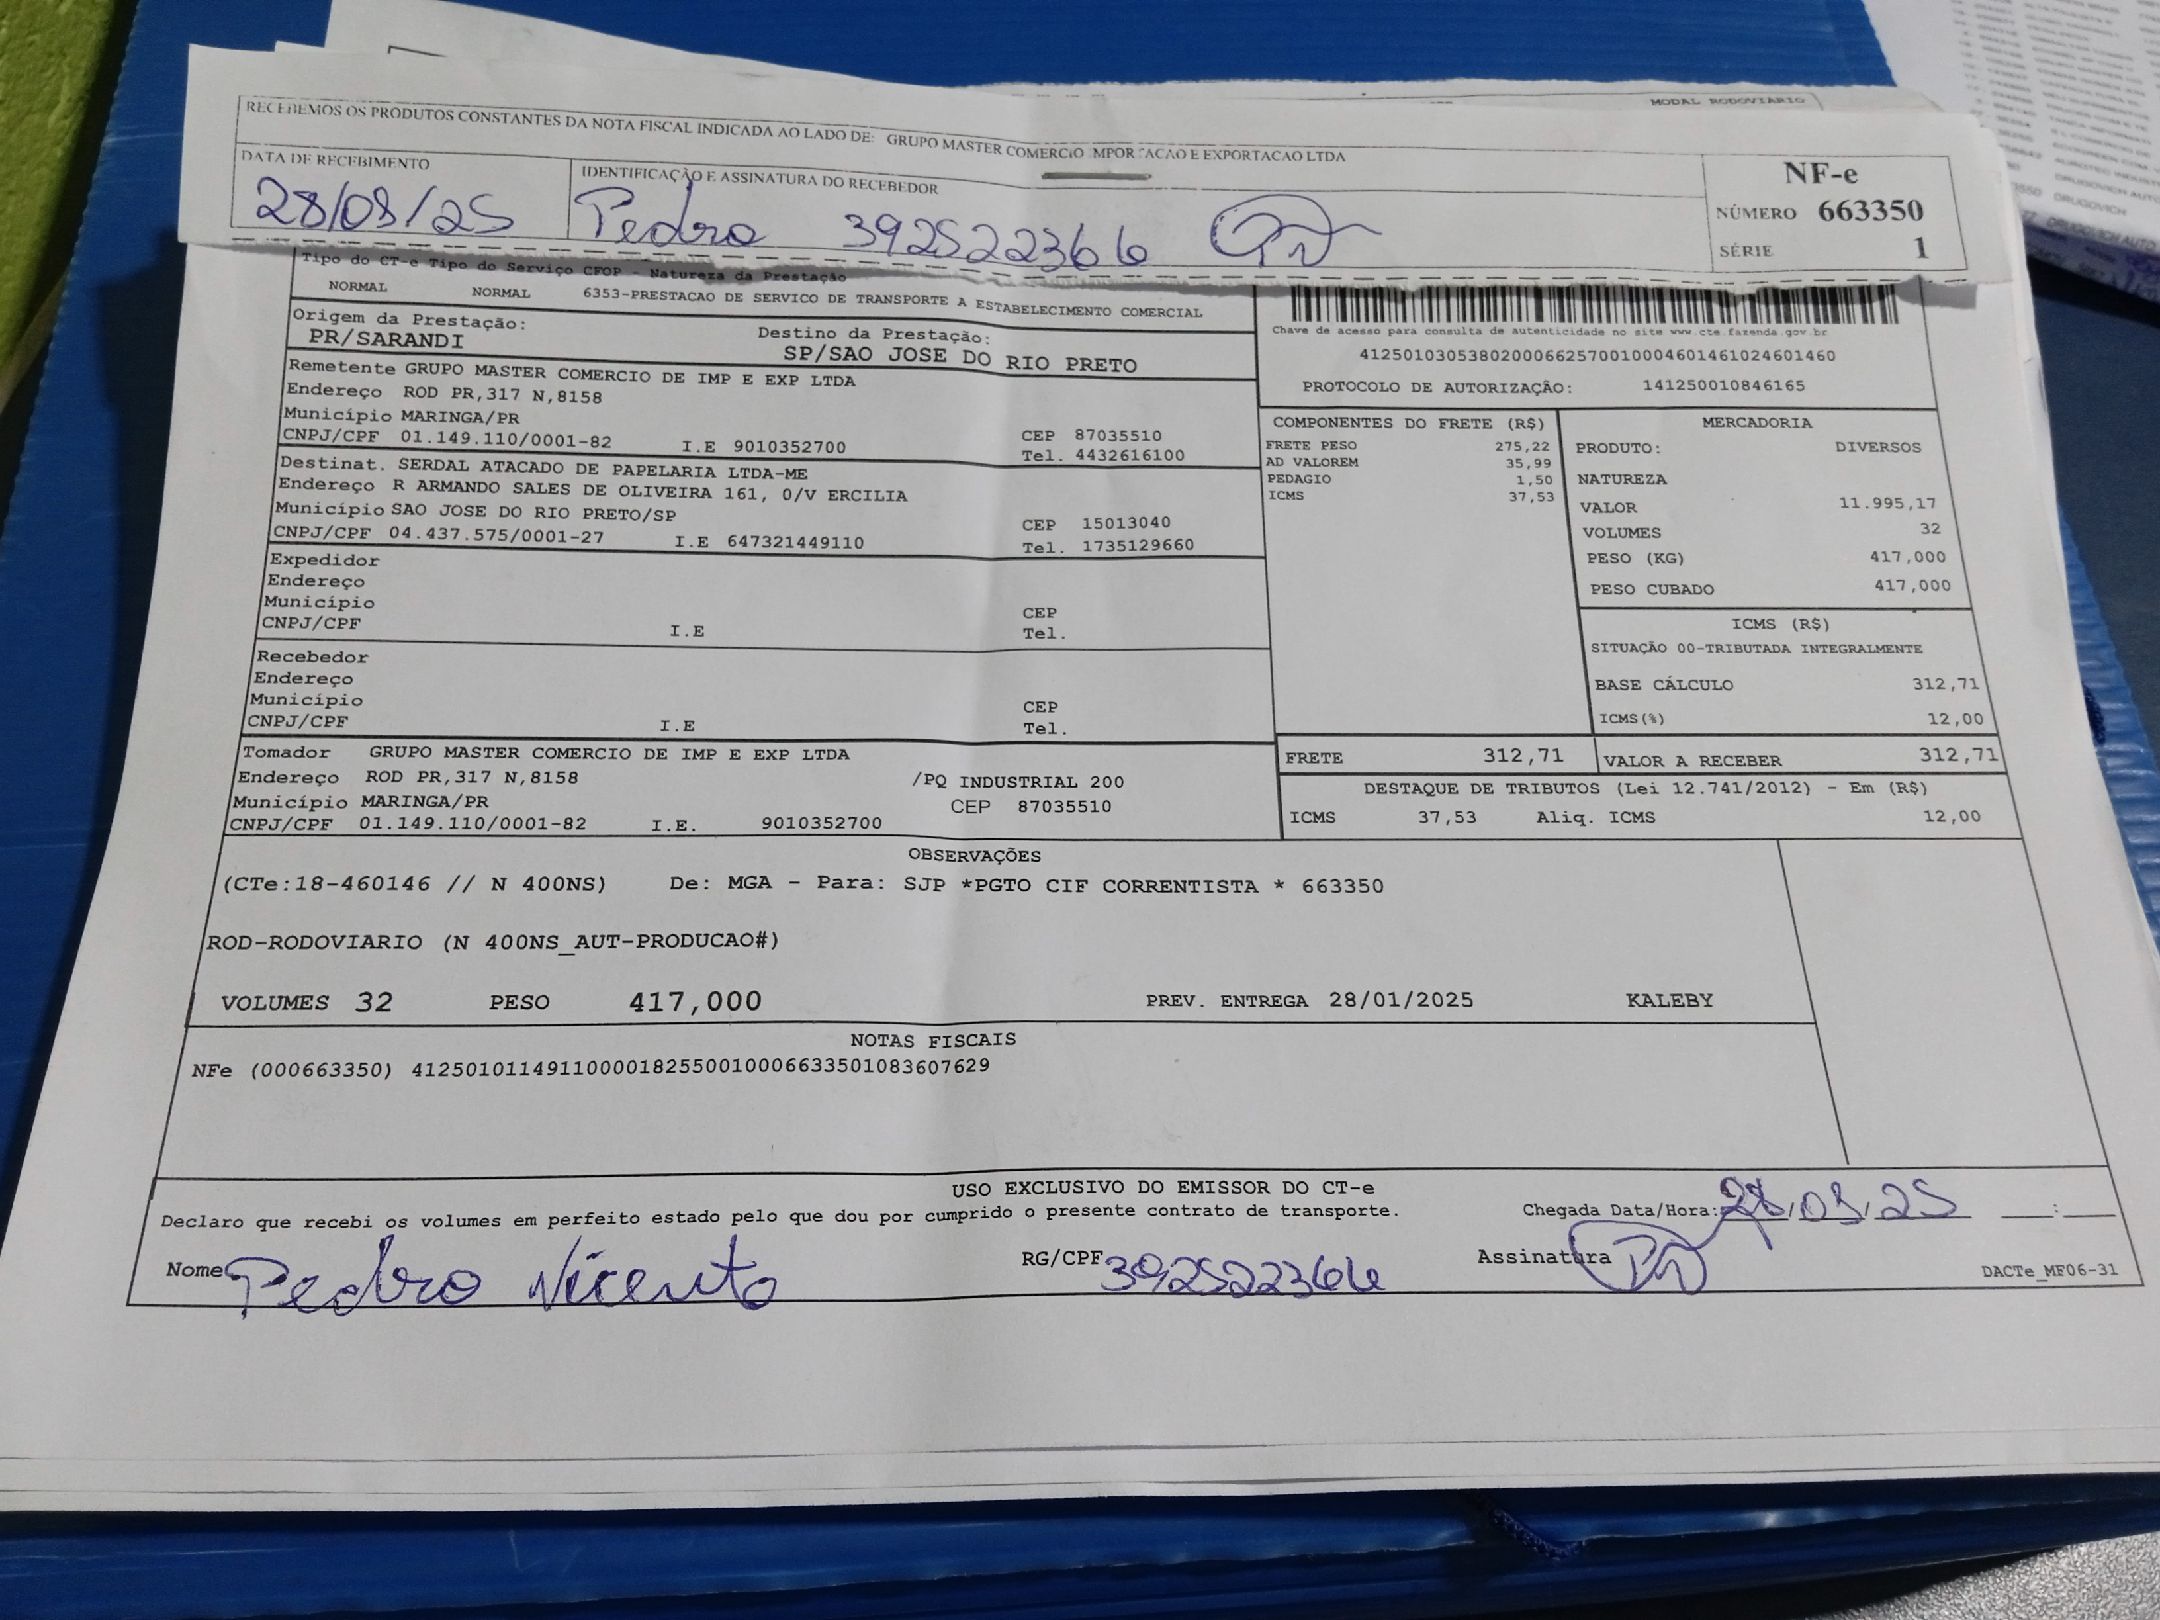 MODAL RODOVIARIO
RECEBEMOS OS PRODUTOS CONSTANTES DA NOTA FISCAL INDICADA AO LADO DE: GRUPO MASTER COMERCIO IMPORTACAO E EXPORTACAO LTDA
DATA DE RECEBIMENTO
28/08/25
IDENTIFICAÇÃO E ASSINATURA DO RECEBEDOR
Pedro 392522366
NF-e
NÚMERO 663350
SÉRIE 1
Tipo do CT-e Tipo do Serviço CFOP - Natureza da Prestação
NORMAL NORMAL 6353-PRESTACAO DE SERVICO DE TRANSPORTE A ESTABELECIMENTO COMERCIAL
Origem da Prestação: Destino da Prestação:
PR/SARANDI SP/SAO JOSE DO RIO PRETO
Remetente GRUPO MASTER COMERCIO DE IMP E EXP LTDA
Endereço ROD PR,317 N,8158
Município MARINGA/PR CEP 87035510
CNPJ/CPF 01.149.110/0001-82 I.E 9010352700 Tel. 4432616100
Destinat. SERDAL ATACADO DE PAPELARIA LTDA-ME
Endereço R ARMANDO SALES DE OLIVEIRA 161, 0/V ERCILIA
Município SAO JOSE DO RIO PRETO/SP CEP 15013040
CNPJ/CPF 04.437.575/0001-27 I.E 647321449110 Tel. 1735129660
Expedidor
Endereço
Município CEP
CNPJ/CPF I.E Tel.
Recebedor
Endereço
Município CEP
CNPJ/CPF I.E Tel.
Tomador GRUPO MASTER COMERCIO DE IMP E EXP LTDA
Endereço ROD PR,317 N,8158 /PQ INDUSTRIAL 200
Município MARINGA/PR CEP 87035510
CNPJ/CPF 01.149.110/0001-82 I.E. 9010352700
Chave de acesso para consulta de autenticidade no site www.cte.fazenda.gov.br
41250103053802000662570010004601461024601460
PROTOCOLO DE AUTORIZAÇÃO: 141250010846165
COMPONENTES DO FRETE (R$)
FRETE PESO 275,22
AD VALOREM 35,99
PEDAGIO 1,50
ICMS 37,53
MERCADORIA
PRODUTO: DIVERSOS
NATUREZA
VALOR 11.995,17
VOLUMES 32
PESO (KG) 417,000
PESO CUBADO 417,000
ICMS (R$)
SITUAÇÃO 00-TRIBUTADA INTEGRALMENTE
BASE CÁLCULO 312,71
ICMS(%) 12,00
FRETE 312,71 VALOR A RECEBER 312,71
DESTAQUE DE TRIBUTOS (Lei 12.741/2012) - Em (R$)
ICMS 37,53 Aliq. ICMS 12,00
OBSERVAÇÕES
(CTe:18-460146 // N 400NS) De: MGA - Para: SJP *PGTO CIF CORRENTISTA * 663350
ROD-RODOVIARIO (N 400NS_AUT-PRODUCAO#)
VOLUMES 32 PESO 417,000 PREV. ENTREGA 28/01/2025 KALEBY
NOTAS FISCAIS
NFe (000663350) 41250101149110000182550010006633501083607629
USO EXCLUSIVO DO EMISSOR DO CT-e
Declaro que recebi os volumes em perfeito estado pelo que dou por cumprido o presente contrato de transporte. Chegada Data/Hora: 28/08/25 :
Nome Pedro Vicento RG/CPF 392522366 Assinatura
DACTe_MF06-31